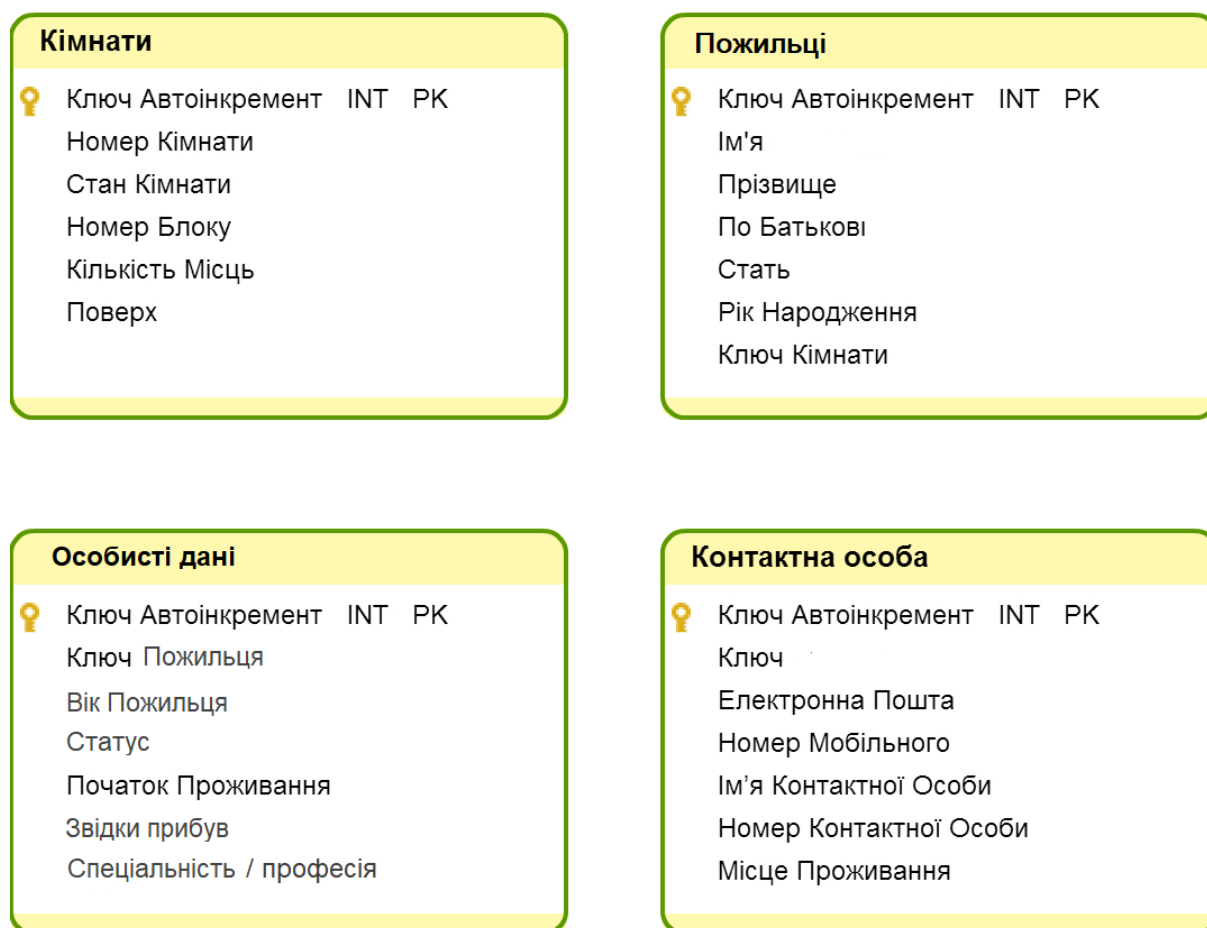 Кімнати
Ключ Автоінкремент INT PK
Номер Кімнати
Стан Кімнати
Номер Блоку
Кількість Місць
Поверх
Пожильці
Ключ Автоінкремент INT PK
Ім'я
Прізвище
По Батькові
Стать
Рік Народження
Ключ Кімнати
Особисті дані
Ключ Автоінкремент INT PK
Ключ Пожильця
Вік Пожильця
Статус
Початок Проживання
Звідки прибув
Спеціальність / професія
Контактна особа
Ключ Автоінкремент INT PK
Ключ
Електронна Пошта
Номер Мобільного
Ім’я Контактної Особи
Номер Контактної Особи
Місце Проживання